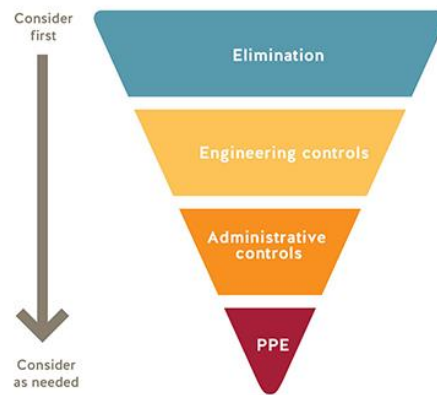 Consider
first
Elimination
Engineering controls
Administrative
controls
PPE
Consider
as needed